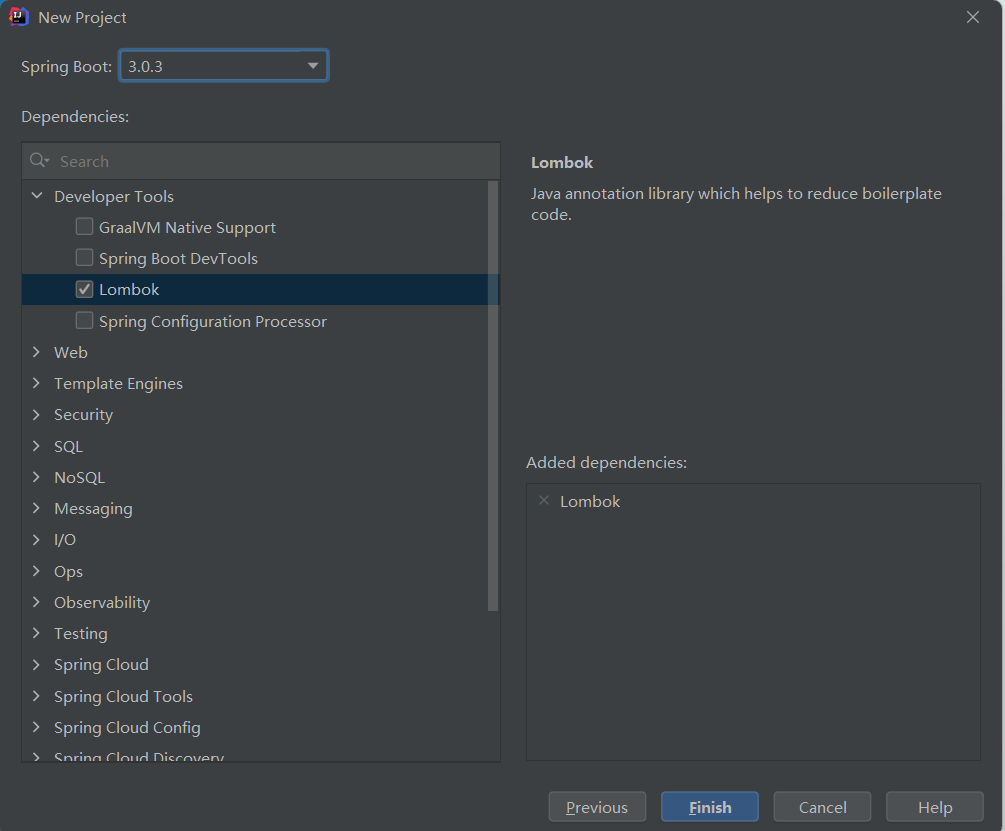 New Project
Spring Boot: 3.0.3
Dependencies:
Search
Developer Tools
GraalVM Native Support
Spring Boot DevTools
Lombok
Spring Configuration Processor
Web
Template Engines
Security
SQL
NoSQL
Messaging
I/O
Ops
Observability
Testing
Spring Cloud
Spring Cloud Tools
Spring Cloud Config
Spring Cloud Discovery
Lombok
Java annotation library which helps to reduce boilerplate
code.
Added dependencies:
Lombok
Previous
Finish
Cancel
Help